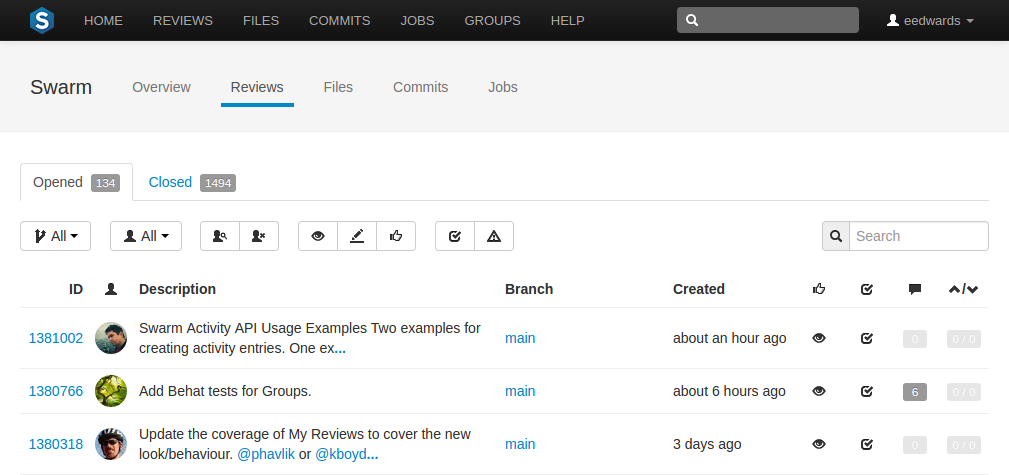 S HOME REVIEWS FILES COMMITS JOBS GROUPS HELP eedwards
Swarm Overview Reviews Files Commits Jobs
Opened 134 Closed 1494
All All Search
ID Description Branch Created /
1381002 Swarm Activity API Usage Examples Two examples for main about an hour ago 0 0 / 0
creating activity entries. One ex...
1380766 Add Behat tests for Groups. main about 6 hours ago 6 0 / 0
1380318 Update the coverage of My Reviews to cover the new main 3 days ago 0 0 / 0
look/behaviour. @phavlik or @kboyd...